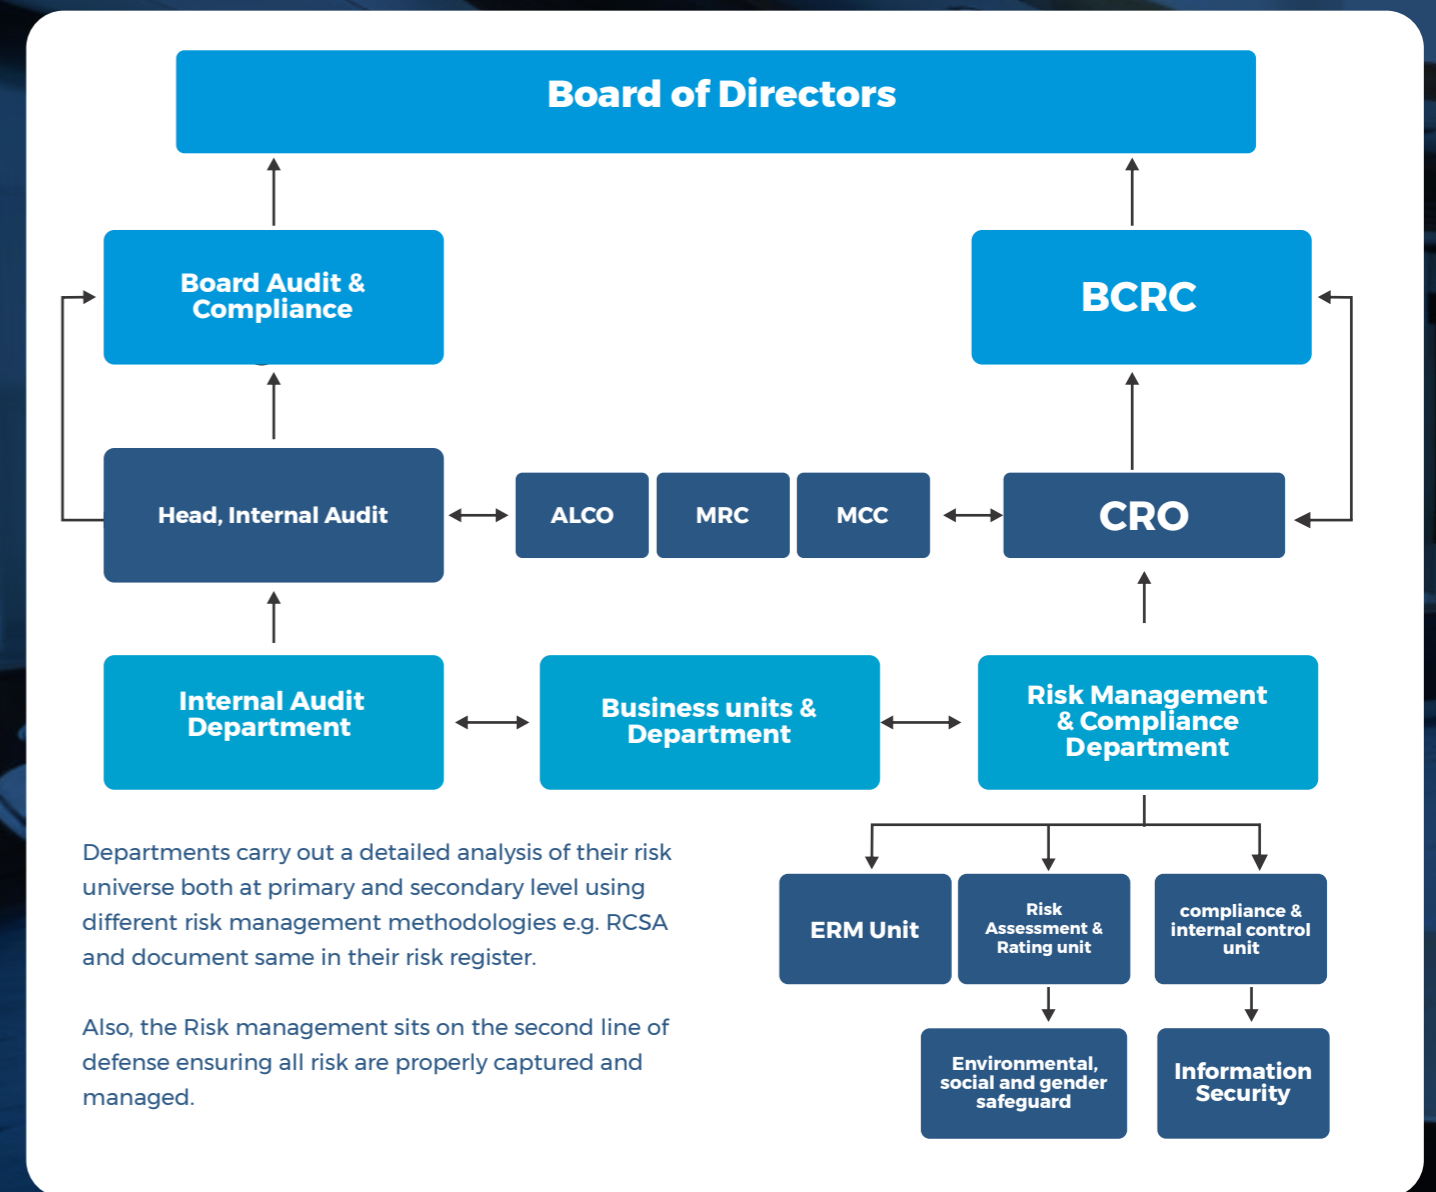 Board of Directors
Board Audit &
Compliance
BCRC
Head, Internal Audit
ALCO
MRC
MCC
CRO
Internal Audit
Department
Business units &
Department
Risk Management
& Compliance
Department
Departments carry out a detailed analysis of their risk
universe both at primary and secondary level using
different risk management methodologies e.g. RCSA
and document same in their risk register.
Also, the Risk management sits on the second line of
defense ensuring all risk are properly captured and
managed.
ERM Unit
Risk
Assessment &
Rating unit
compliance &
internal control
unit
Environmental,
social and gender
safeguard
Information
Security